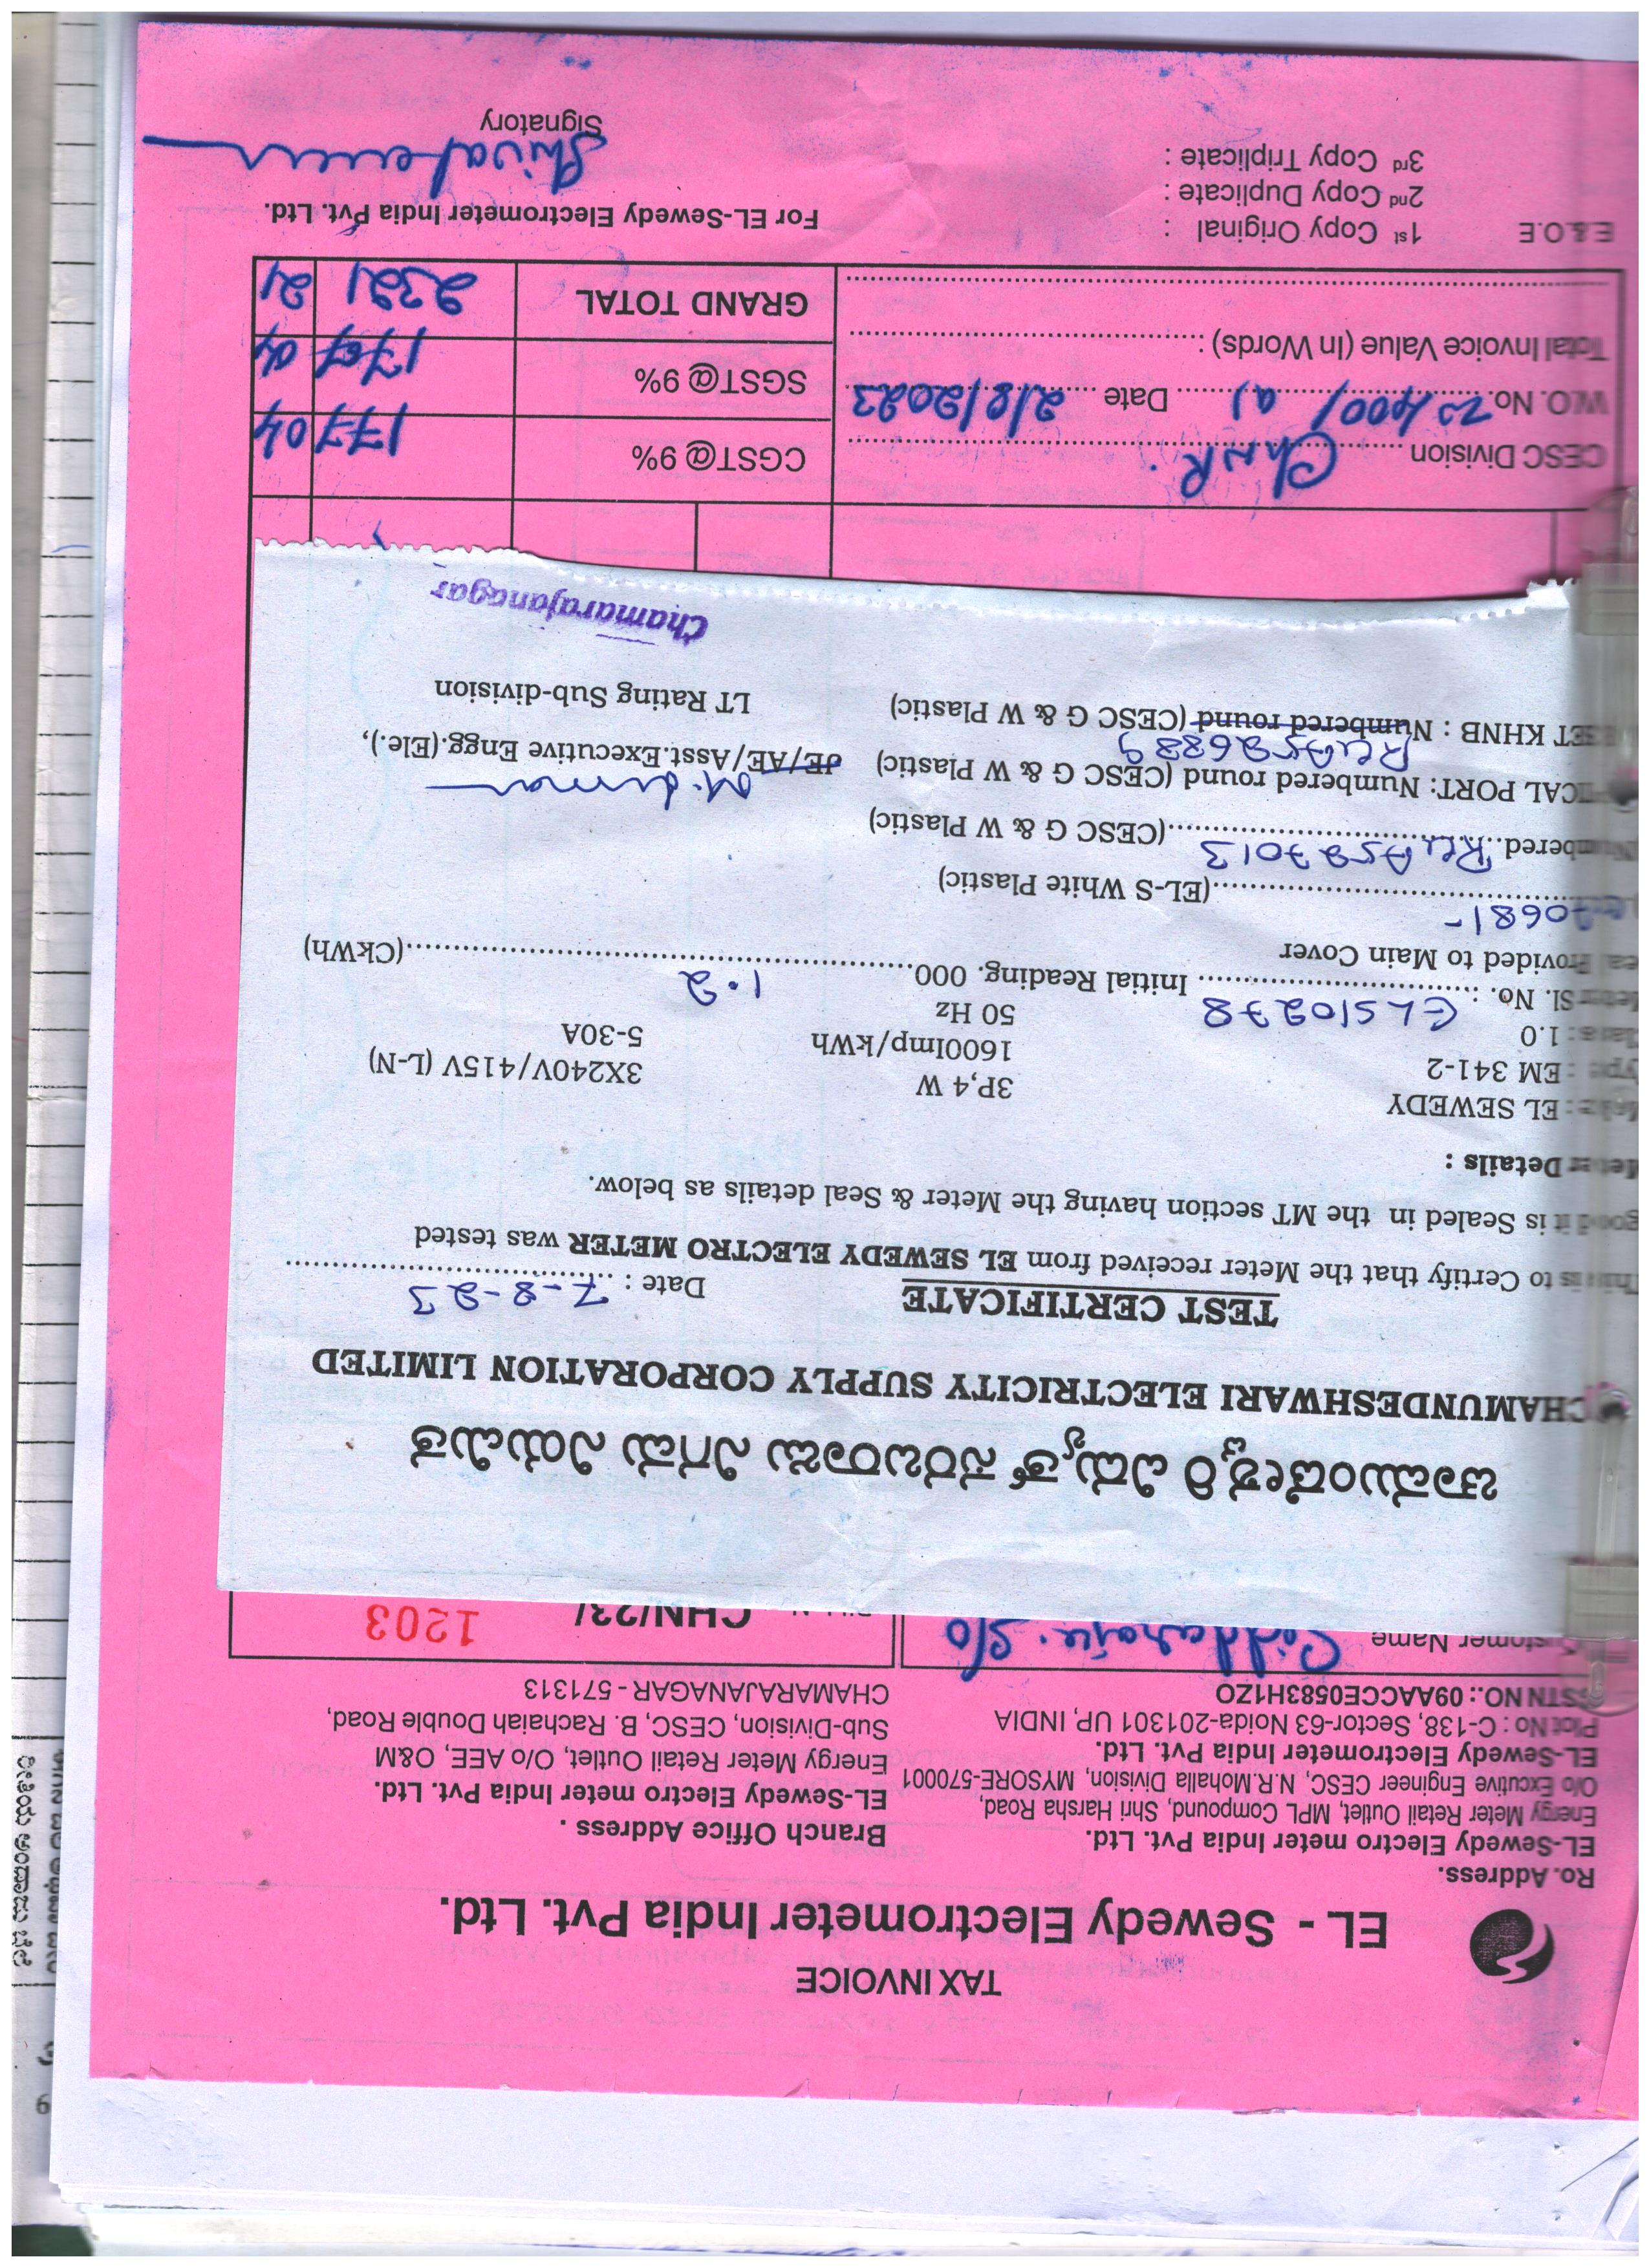 TAX INVOICE
EL - Sewedy Electrometer India Pvt. Ltd.
Ro. Address.
EL-Sewedy Electro meter India Pvt. Ltd.
Energy Meter Retail Outlet, MPL Compound, Shri Harsha Road,
O/o Excutive Engineer CESC, N.R.Mohalla Division, MYSORE-570001
EL-Sewedy Electrometer India Pvt. Ltd.
Plot No : C-138, Sector-63 Noida-201301 UP, INDIA
GSTN NO.: 09AACCE0583H1ZO
Branch Office Address .
EL-Sewedy Electro meter India Pvt. Ltd.
Energy Meter Retail Outlet, O/o AEE, O&M
Sub-Division, CESC, B. Rachaiah Double Road,
CHAMARAJANAGAR - 571313
Customer Name Siddaraju. S/o
CHN/23/ 1203
ಚಾಮುಂಡೇಶ್ವರಿ ವಿದ್ಯುತ್ ಸರಬರಾಜು ನಿಗಮ ನಿಯಮಿತ
CHAMUNDESHWARI ELECTRICITY SUPPLY CORPORATION LIMITED
TEST CERTIFICATE
Date : 7-8-23
This is to Certify that the Meter received from EL SEWEDY ELECTRO METER was tested
good it is Sealed in the MT section having the Meter & Seal details as below.
Meter Details :
Make : EL SEWEDY 3P,4 W 3X240V/415V (L-N)
Type : EM 341-2 1600Imp/kWh 5-30A
Class : 1.0 50 Hz
Meter Sl. No. : ELS10278 Initial Reading. 000 1.2 (CkWh)
Seal Provided to Main Cover
(EL-S White Plastic)
Numbered (CESC G & W Plastic)
OPTICAL PORT: Numbered round (CESC G & W Plastic)
RESET KHNB : Numbered round (CESC G & W Plastic)
JE/AE/Asst.Executive Engg.(Ele.),
LT Rating Sub-division
Chamarajanagar
CESC Division ChNR.
W.O. No. Date 2/8/2023
Total Invoice Value (In Words) :
CGST@ 9% 177 04
SGST@ 9% 177 04
GRAND TOTAL 2321 24
E.&.O.E
1st Copy Original :
2nd Copy Duplicate :
3rd Copy Triplicate :
For EL-Sewedy Electrometer India Pvt. Ltd.
Signatory